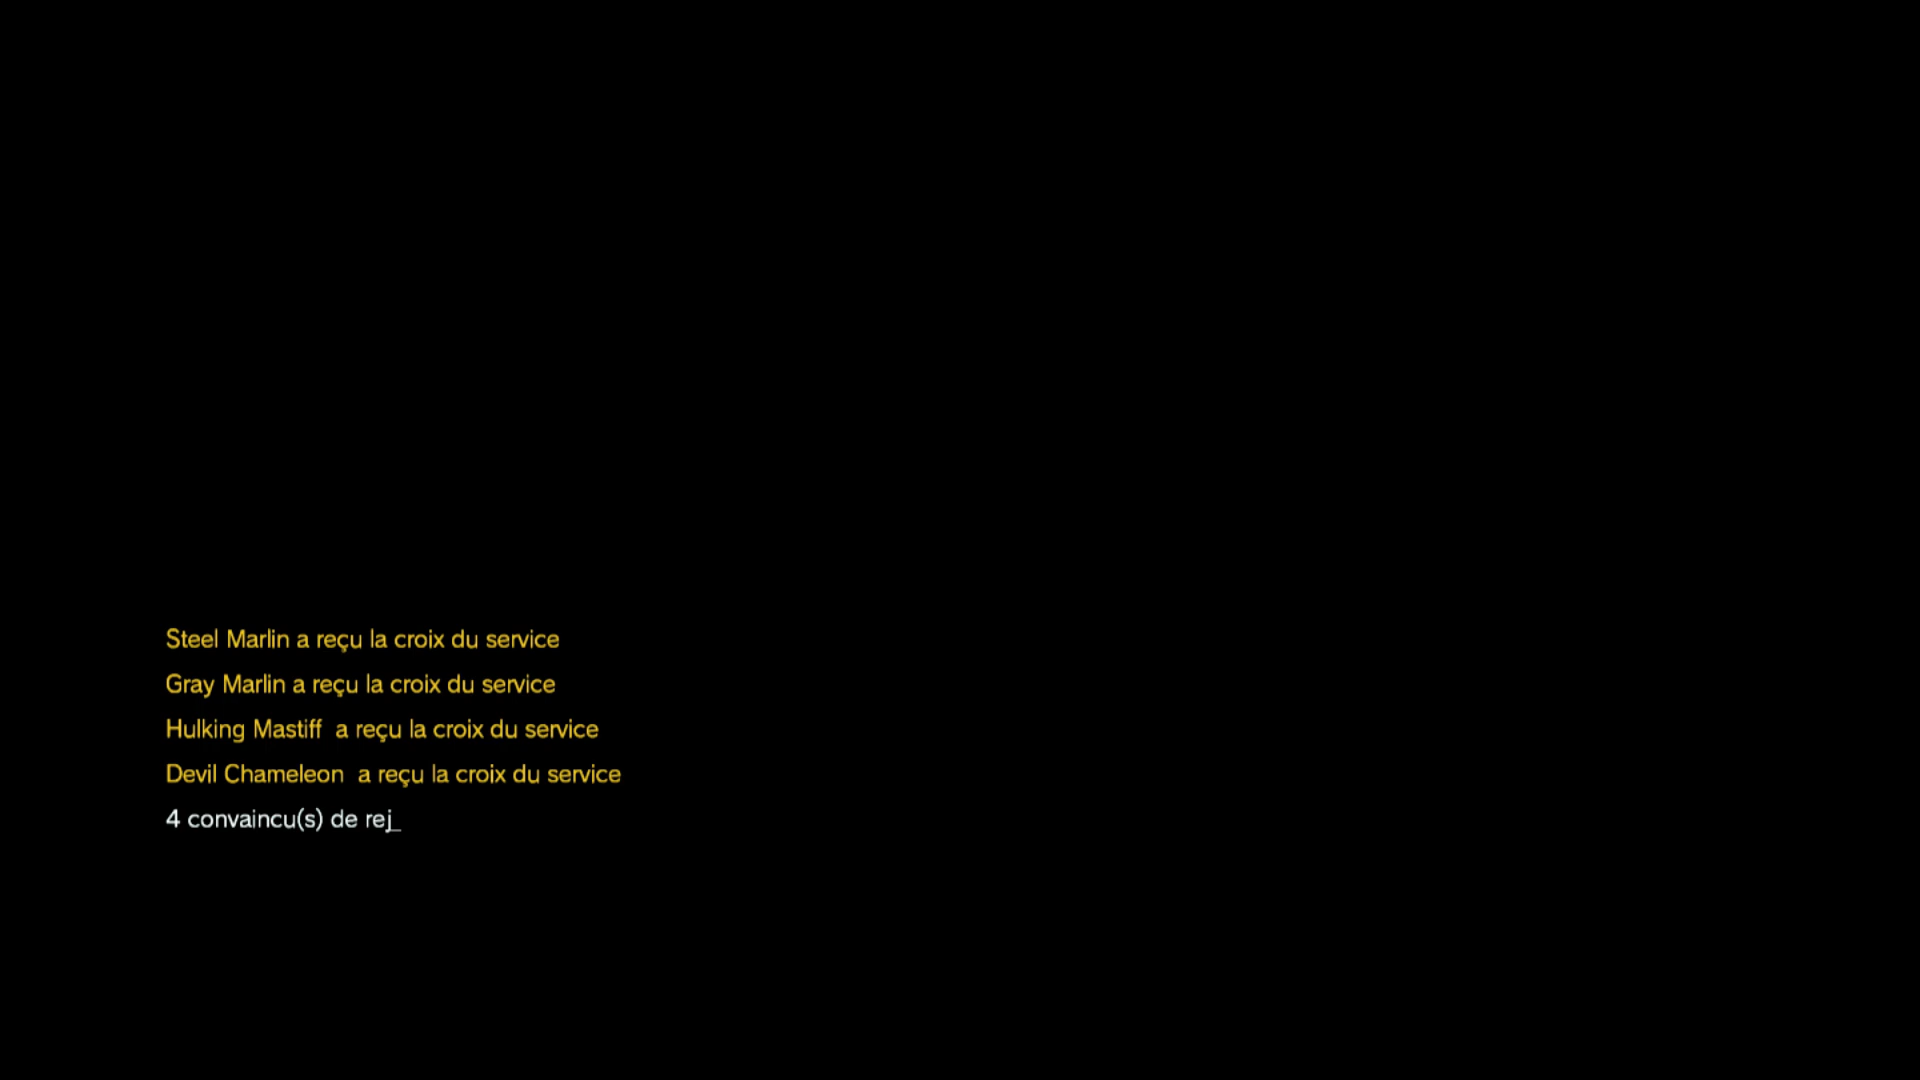 Steel Marlin a reçu la croix du service
Gray Marlin a reçu la croix du service
Hulking Mastiff  a reçu la croix du service
Devil Chameleon  a reçu la croix du service
4 convaincu(s) de rej_